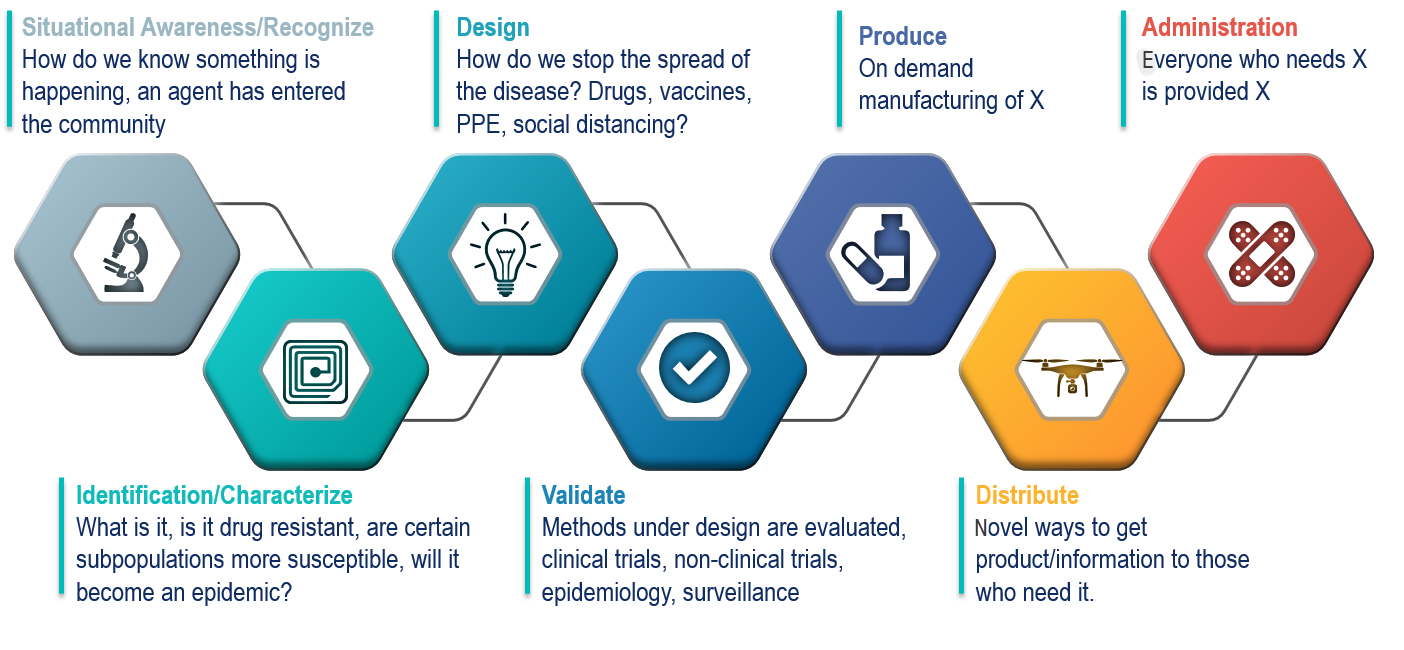 Situational Awareness/Recognize
How do we know something is
happening, an agent has entered
the community
Identification/Characterize
What is it, is it drug resistant, are certain
subpopulations more susceptible, will it
become an epidemic?
Design
How do we stop the spread of
the disease? Drugs, vaccines,
PPE, social distancing?
Validate
Methods under design are evaluated,
clinical trials, non-clinical trials,
epidemiology, surveillance
Produce
On demand
manufacturing of X
Distribute
Novel ways to get
product/information to those
who need it.
Administration
Everyone who needs X
is provided X